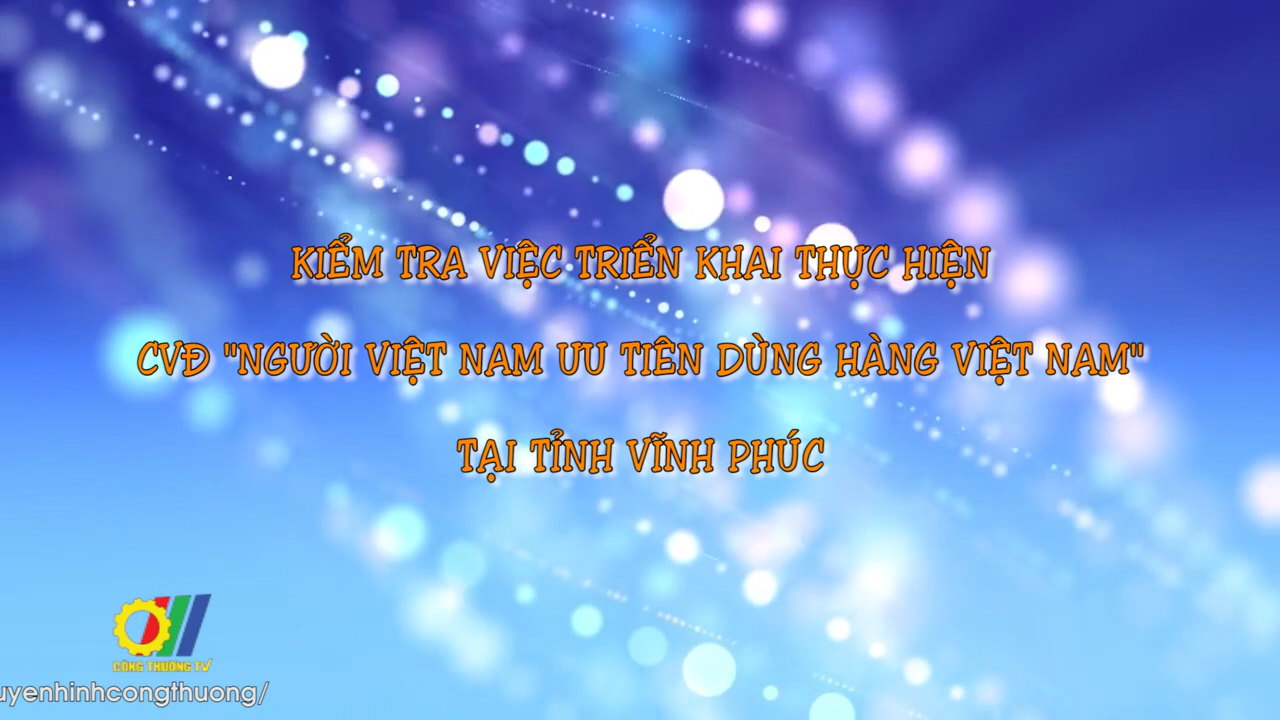 KIỂM TRA VIỆC TRIỂN KHAI THỰC HIỆN
CVĐ "NGƯỜI VIỆT NAM ƯU TIÊN DÙNG HÀNG VIỆT NAM"
TẠI TỈNH VĨNH PHÚC
CÔNG THƯƠNG TV
uyenhinhcongthuong/